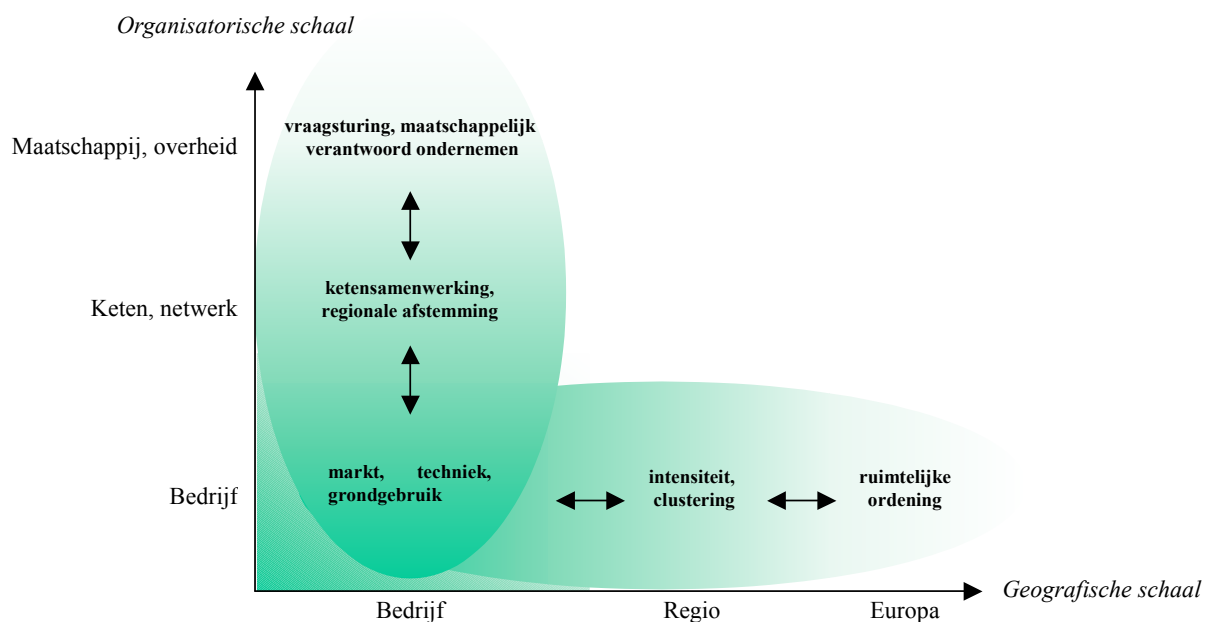 Organisatorische schaal
Maatschappij, overheid
vraagsturing, maatschappelijk
verantwoord ondernemen
Keten, netwerk
ketensamenwerking,
regionale afstemming
Bedrijf
markt, techniek,
grondgebruik
intensiteit,
clustering
ruimtelijke
ordening
Bedrijf
Regio
Europa
Geografische schaal